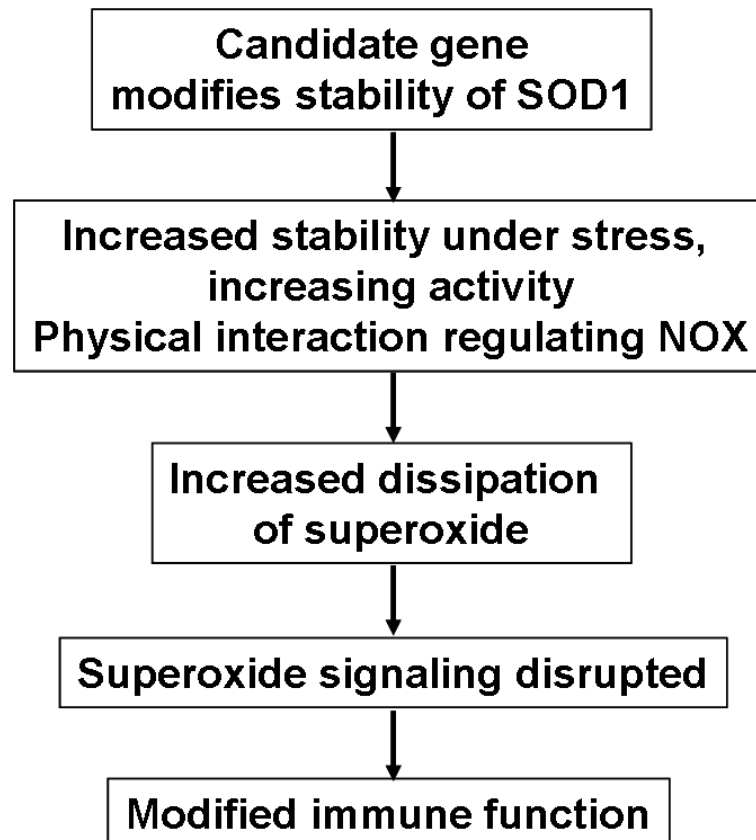 Candidate gene
modifies stability of SOD1
Increased stability under stress,
increasing activity
Physical interaction regulating NOX
Increased dissipation
of superoxide
Superoxide signaling disrupted
Modified immune function